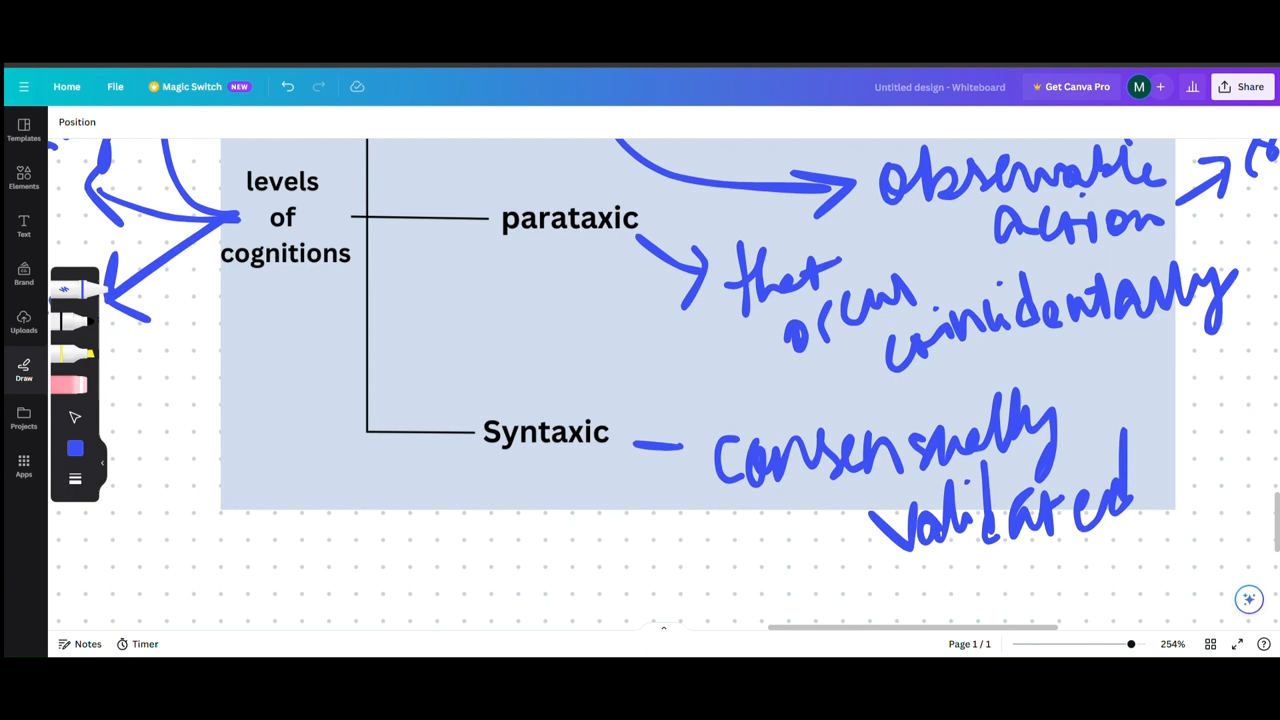 Home File Magic Switch NEW Untitled design - Whiteboard Get Canva Pro M + Share
Position
Templates
Elements
Text
Brand
Uploads
Draw
Projects
Apps
levels
of
cognitions
observable
action
parataxic
that
occur
coincidentally
Syntaxic
consensually
validated
Notes Timer Page 1 / 1 254%